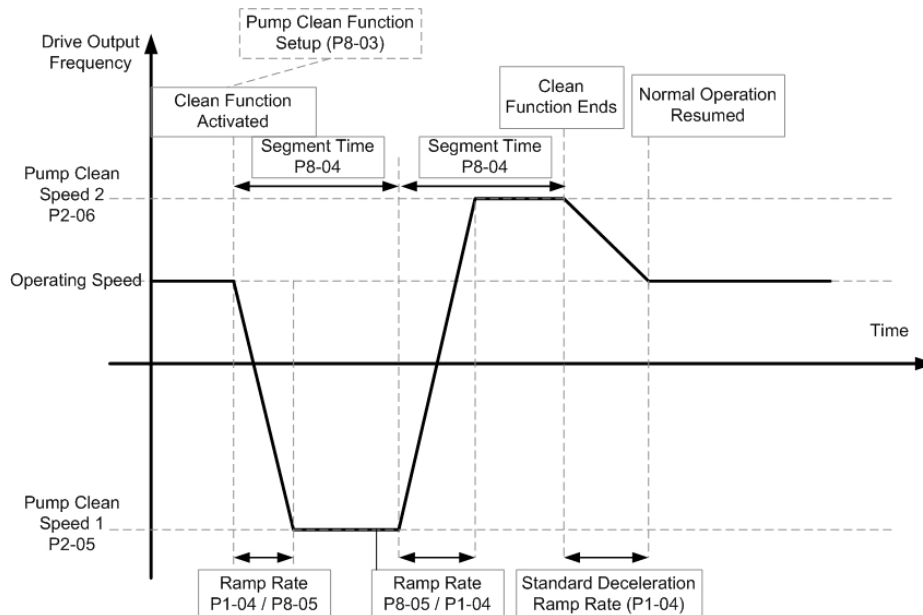 Pump Clean Function
Setup (P8-03)
Drive Output
Frequency
Clean Function
Activated
Clean
Function Ends
Normal Operation
Resumed
Segment Time
P8-04
Segment Time
P8-04
Pump Clean
Speed 2
P2-06
Operating Speed
Time
Pump Clean
Speed 1
P2-05
Ramp Rate
P1-04 / P8-05
Ramp Rate
P8-05 / P1-04
Standard Deceleration
Ramp Rate (P1-04)